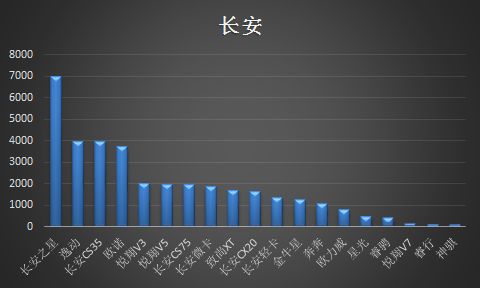 长安
8000
7000
6000
5000
4000
3000
2000
1000
0
长安之星
逸动
长安CS35
欧诺
悦翔V3
悦翔V5
长安CS75
长安微卡
致尚XT
长安CX20
长安轻卡
金牛星
奔奔
欧力威
星光
睿骋
悦翔V7
睿行
神骐